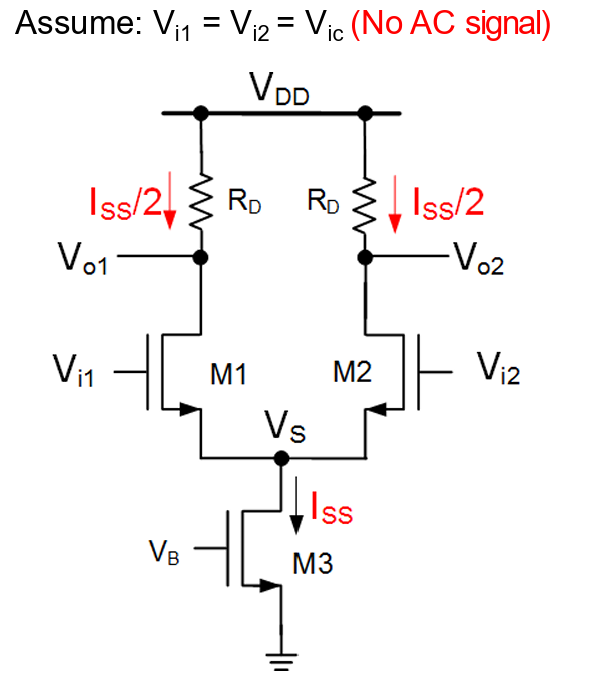 Assume: Vi1 = Vi2 = Vic (No AC signal)
VDD
ISS/2 RD RD ISS/2
Vo1 Vo2
Vi1 M1 M2 Vi2
VS
ISS
VB M3